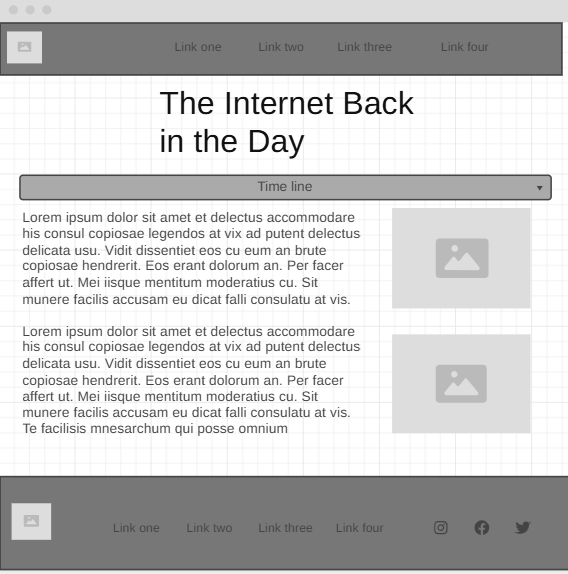 Link one Link two Link three Link four
The Internet Back
in the Day
Time line
Lorem ipsum dolor sit amet et delectus accommodare
his consul copiosae legendos at vix ad putent delectus
delicata usu. Vidit dissentiet eos cu eum an brute
copiosae hendrerit. Eos erant dolorum an. Per facer
affert ut. Mei iisque mentitum moderatius cu. Sit
munere facilis accusam eu dicat falli consulatu at vis.
Lorem ipsum dolor sit amet et delectus accommodare
his consul copiosae legendos at vix ad putent delectus
delicata usu. Vidit dissentiet eos cu eum an brute
copiosae hendrerit. Eos erant dolorum an. Per facer
affert ut. Mei iisque mentitum moderatius cu. Sit
munere facilis accusam eu dicat falli consulatu at vis.
Te facilisis mnesarchum qui posse omnium
Link one Link two Link three Link four